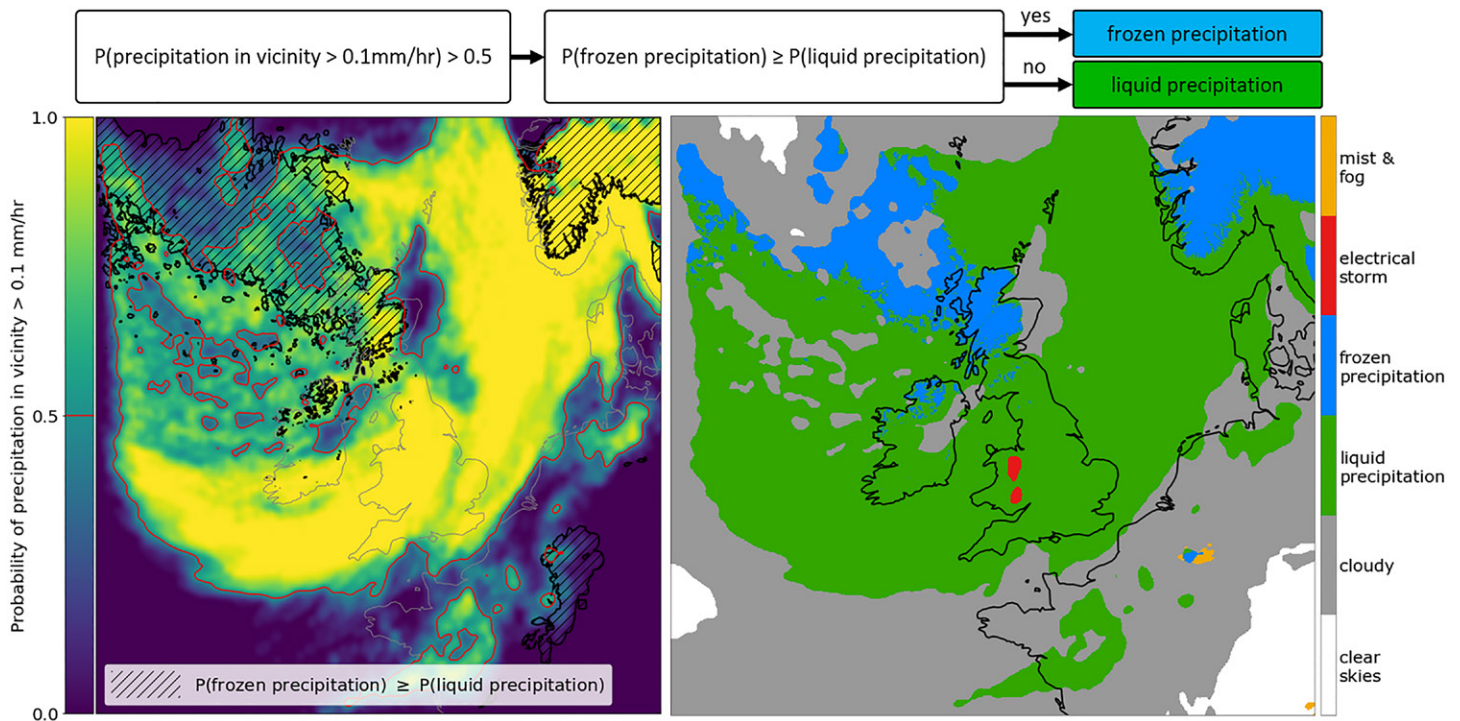 P(precipitation in vicinity > 0.1mm/hr) > 0.5
P(frozen precipitation) ≥ P(liquid precipitation)
yes
frozen precipitation
no
liquid precipitation
Probability of precipitation in vicinity > 0.1 mm/hr
1.0
0.5
0.0
P(frozen precipitation) ≥ P(liquid precipitation)
mist &
fog
electrical
storm
frozen
precipitation
liquid
precipitation
cloudy
clear
skies